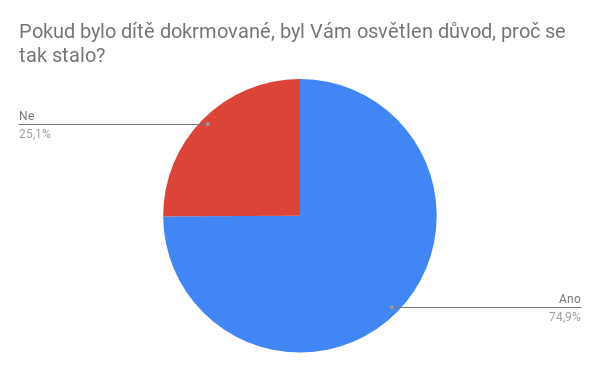 Pokud bylo dítě dokrmované, byl Vám osvětlen důvod, proč se
tak stalo?
Ne
25,1%
Ano
74,9%